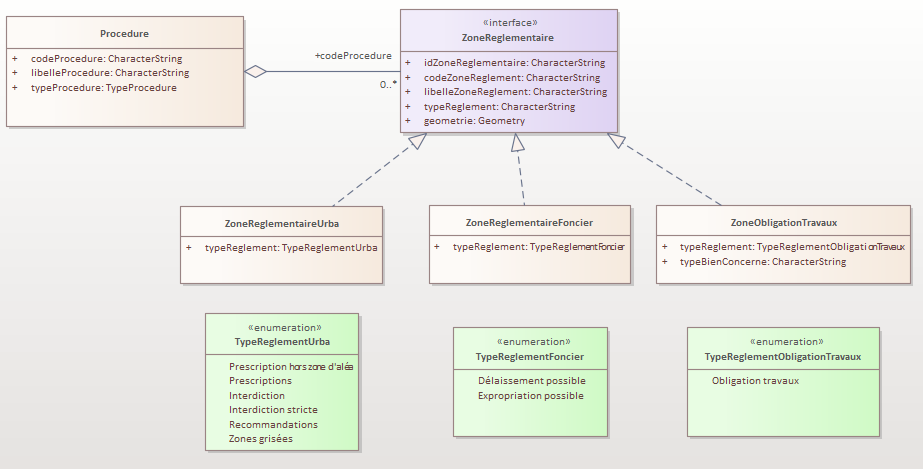 Procedure
+ codeProcedure: CharacterString
+ libelleProcedure: CharacterString
+ typeProcedure: TypeProcedure
+codeProcedure
0..*
«interface»
ZoneReglementaire
+ idZoneReglementaire: CharacterString
+ codeZoneReglement: CharacterString
+ libelleZoneReglement: CharacterString
+ typeReglement: CharacterString
+ geometrie: Geometry
ZoneReglementaireUrba
+ typeReglement: TypeReglementUrba
ZoneReglementaireFoncier
+ typeReglement: TypeReglementFoncier
ZoneObligationTravaux
+ typeReglement: TypeReglementObligationTravaux
+ typeBienConcerne: CharacterString
«enumeration»
TypeReglementUrba
Prescription hors zone d'aléa
Prescriptions
Interdiction
Interdiction stricte
Recommandations
Zones grisées
«enumeration»
TypeReglementFoncier
Délaissement possible
Expropriation possible
«enumeration»
TypeReglementObligationTravaux
Obligation travaux